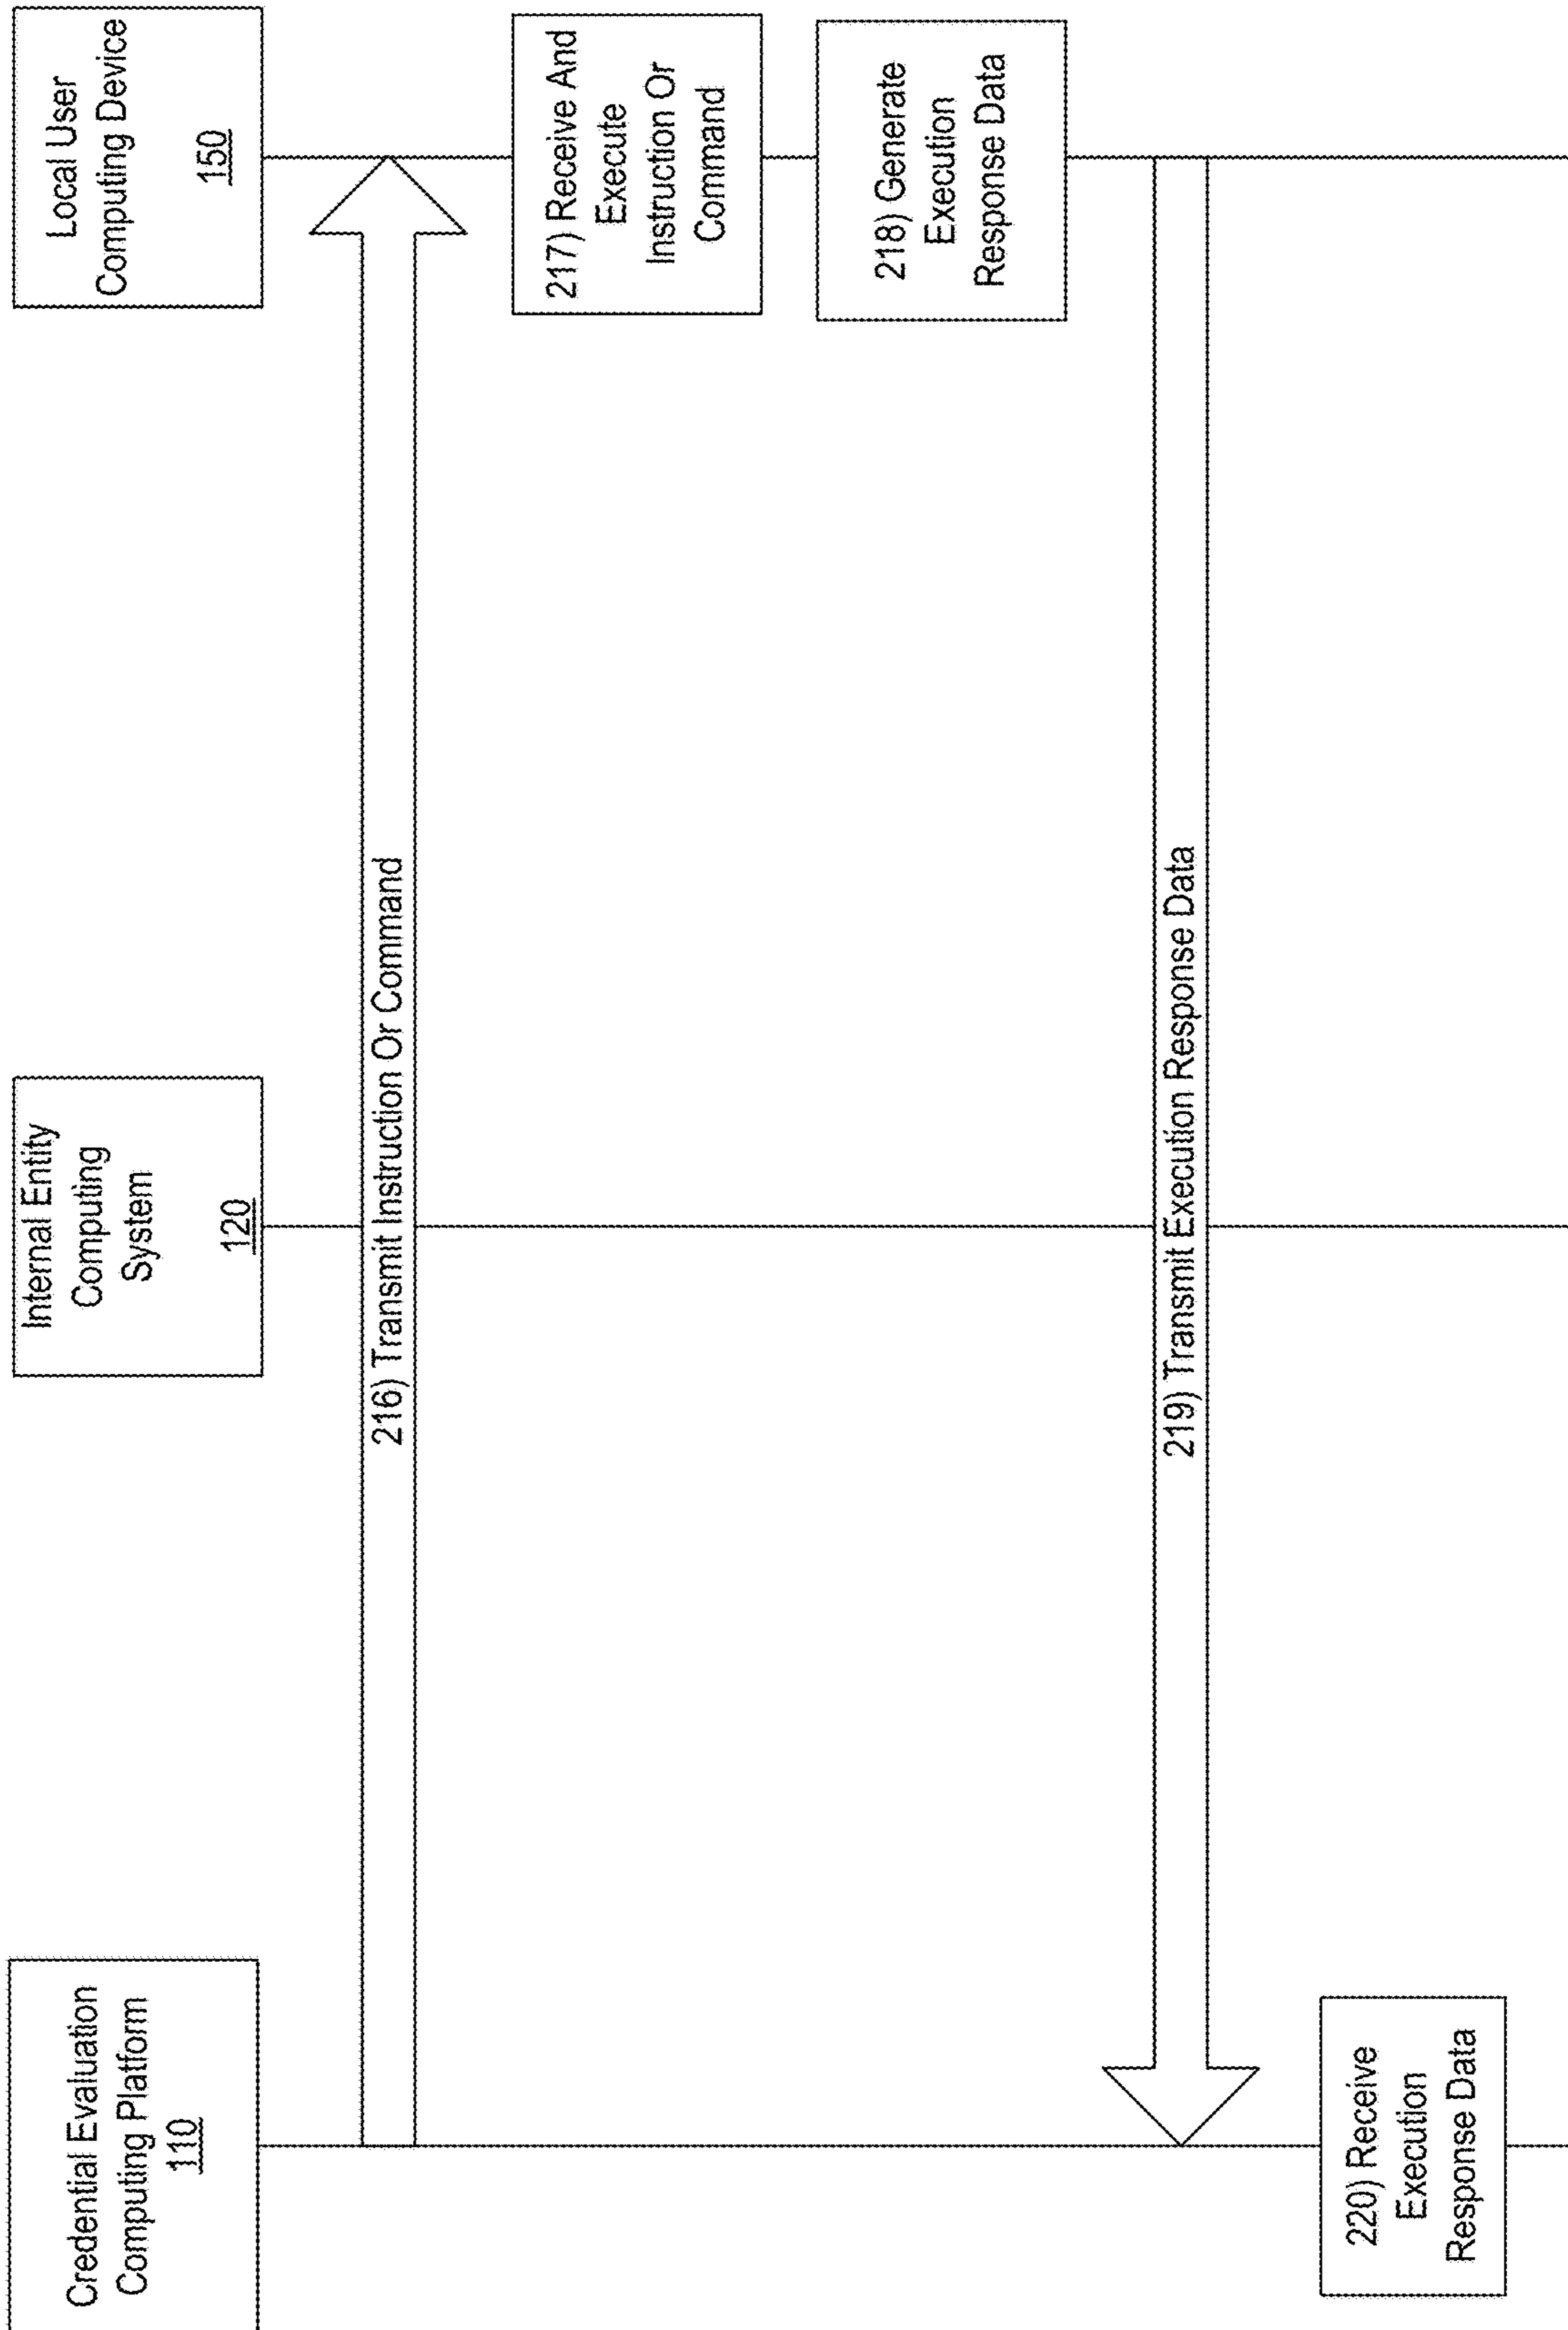 Credential Evaluation
Computing Platform
110
Internal Entity
Computing
System
120
Local User
Computing Device
150
216) Transmit Instruction Or Command
217) Receive And
Execute
Instruction Or
Command
218) Generate
Execution
Response Data
219) Transmit Execution Response Data
220) Receive
Execution
Response Data